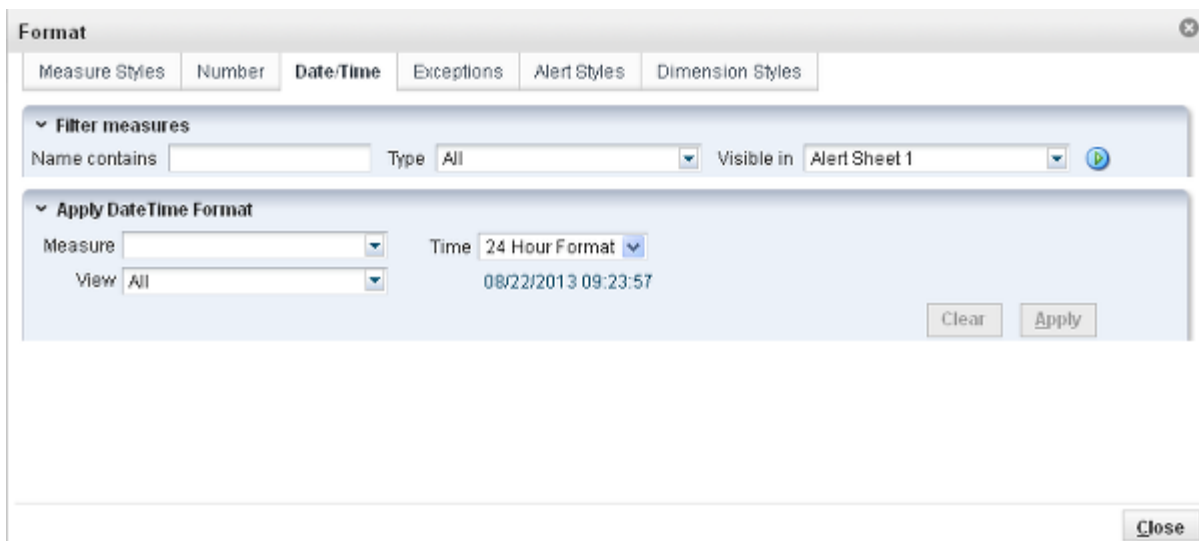 Format
Measure Styles Number Date/Time Exceptions Alert Styles Dimension Styles
Filter measures
Name contains Type All Visible in Alert Sheet 1
Apply DateTime Format
Measure Time 24 Hour Format
View All 08/22/2013 09:23:57
Clear Apply
Close